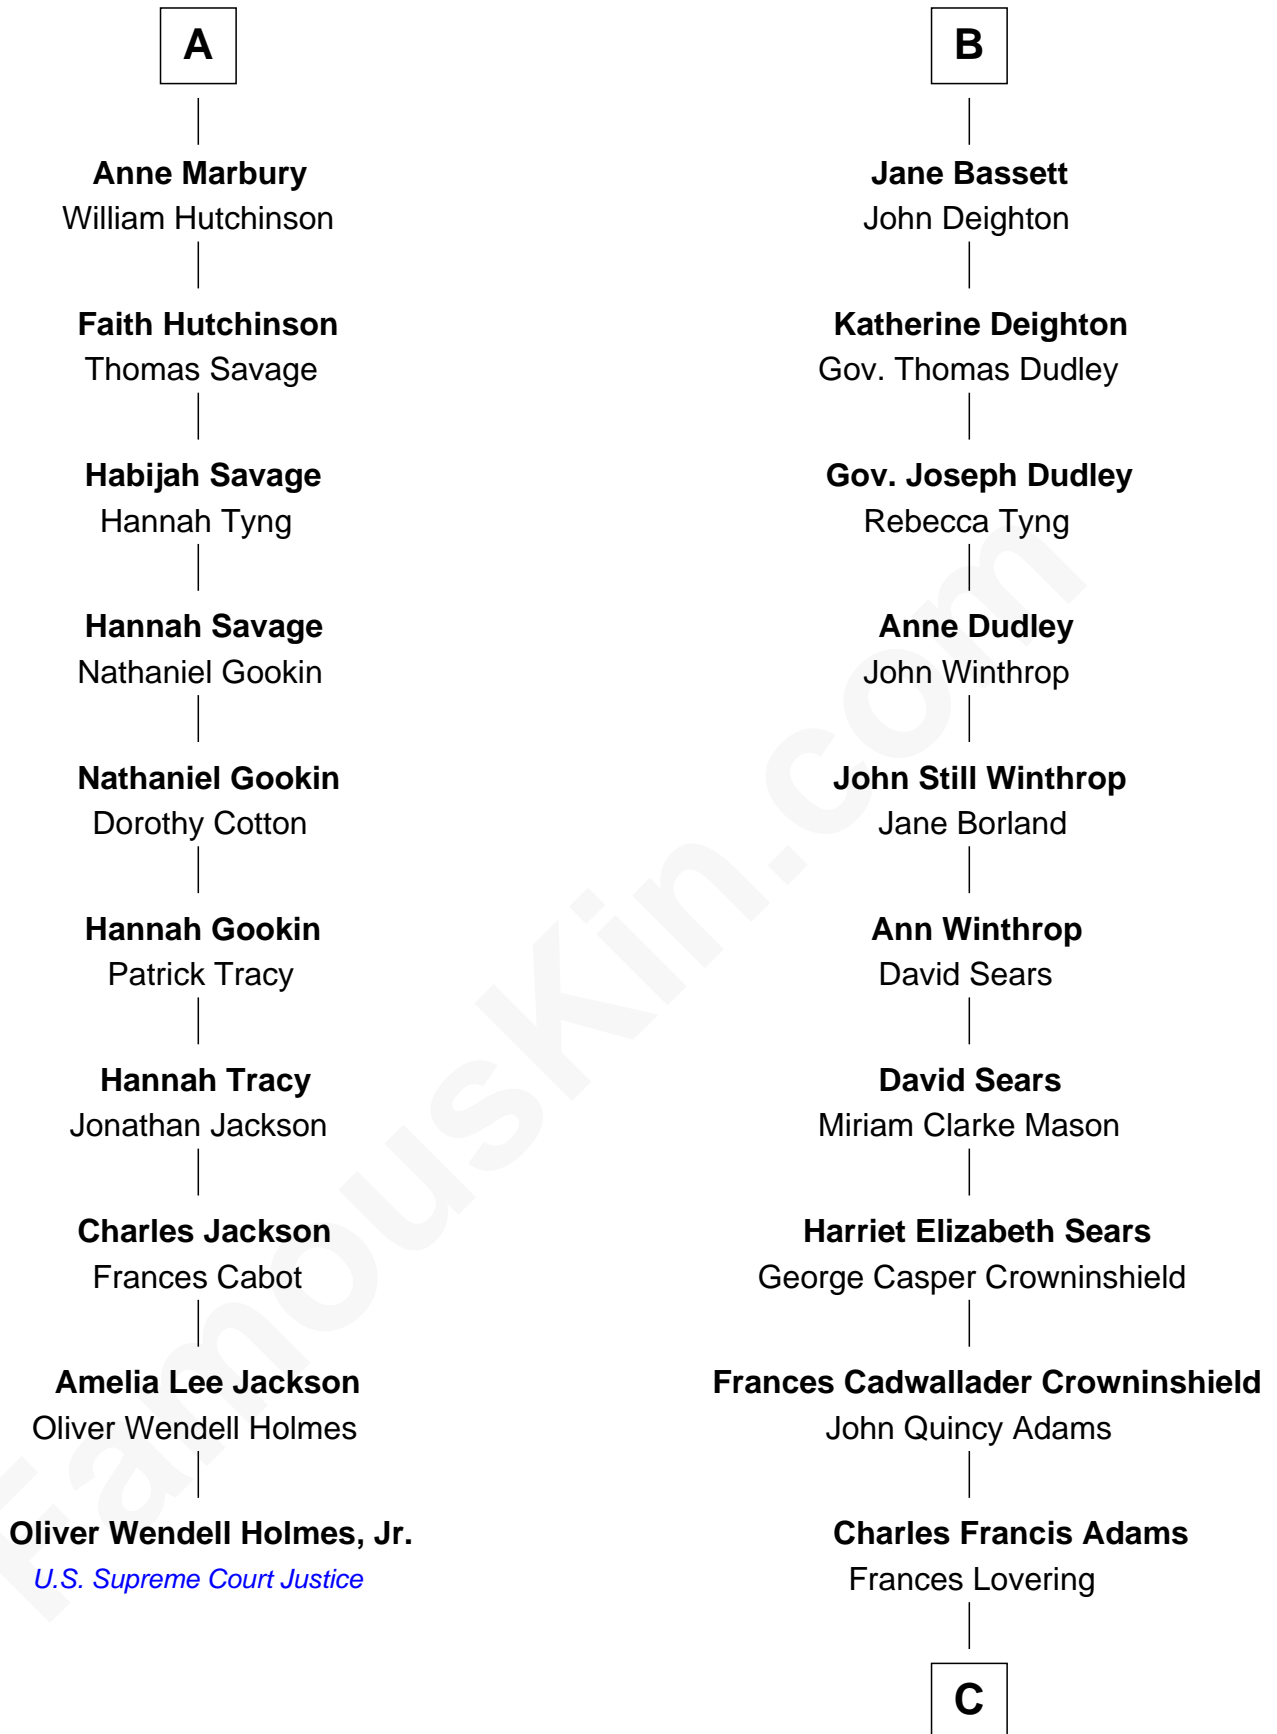 A
Anne Marbury
William Hutchinson
Faith Hutchinson
Thomas Savage
Habijah Savage
Hannah Tyng
Hannah Savage
Nathaniel Gookin
Nathaniel Gookin
Dorothy Cotton
Hannah Gookin
Patrick Tracy
Hannah Tracy
Jonathan Jackson
Charles Jackson
Frances Cabot
Amelia Lee Jackson
Oliver Wendell Holmes
Oliver Wendell Holmes, Jr.
U.S. Supreme Court Justice
B
Jane Bassett
John Deighton
Katherine Deighton
Gov. Thomas Dudley
Gov. Joseph Dudley
Rebecca Tyng
Anne Dudley
John Winthrop
John Still Winthrop
Jane Borland
Ann Winthrop
David Sears
David Sears
Miriam Clarke Mason
Harriet Elizabeth Sears
George Casper Crowninshield
Frances Cadwallader Crowninshield
John Quincy Adams
Charles Francis Adams
Frances Lovering
C
FamousKin.com